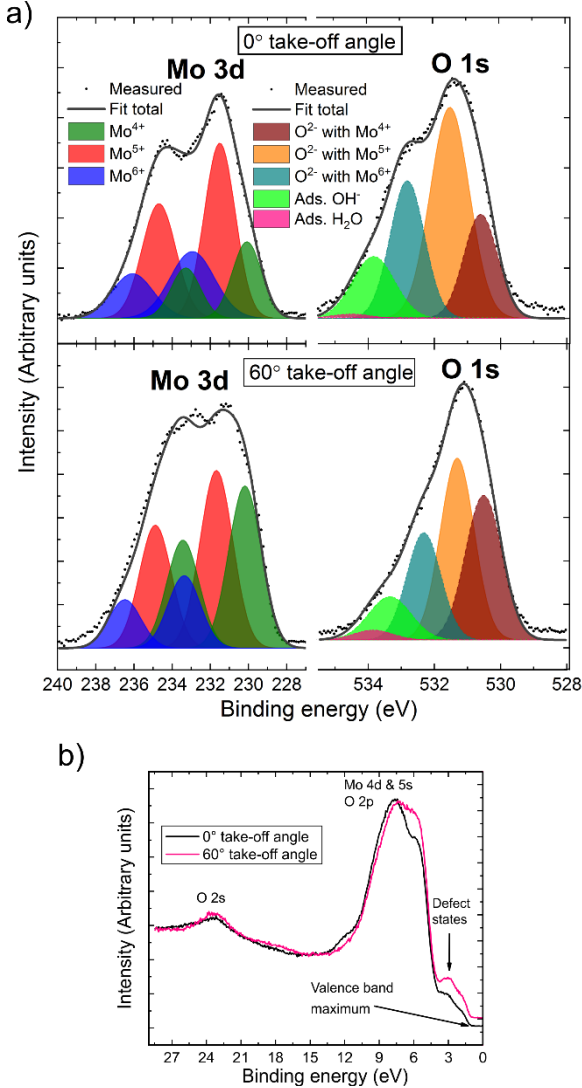 a)
0° take-off angle
Mo 3d
O 1s
Measured
Fit total
Mo4+
Mo5+
Mo6+
Measured
Fit total
O2- with Mo4+
O2- with Mo5+
O2- with Mo6+
Ads. OH-
Ads. H2O
Mo 3d
60° take-off angle
O 1s
Intensity (Arbitrary units)
240 238 236 234 232 230 228 534 532 530 528
Binding energy (eV)
b)
Mo 4d & 5s
O 2p
0° take-off angle
60° take-off angle
O 2s
Defect
states
Valence band
maximum
Intensity (Arbitrary units)
27 24 21 18 15 12 9 6 3 0
Binding energy (eV)